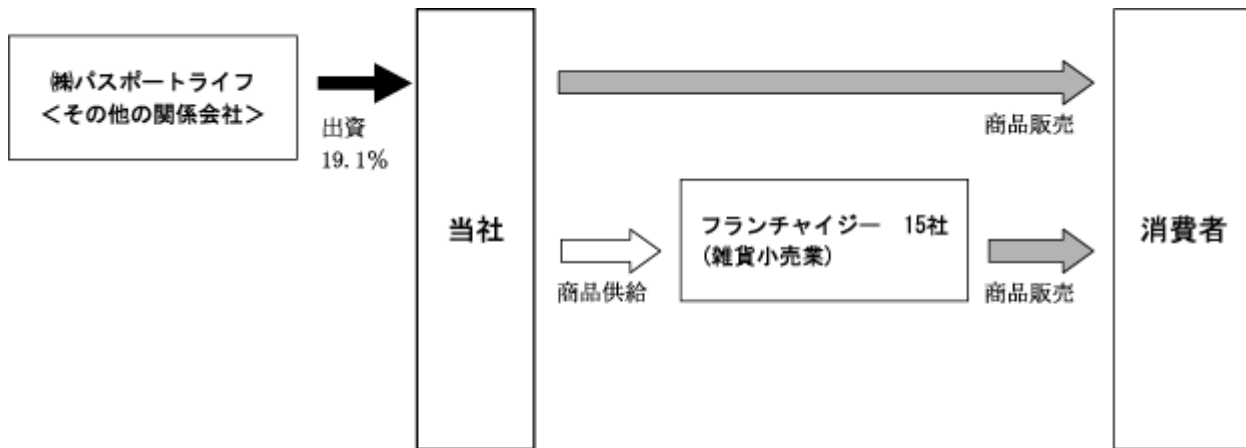 ㈱パスポートライフ
＜その他の関係会社＞
出資
19.1%
当社
商品販売
商品供給
フランチャイジー　15社
(雑貨小売業)
商品販売
消費者